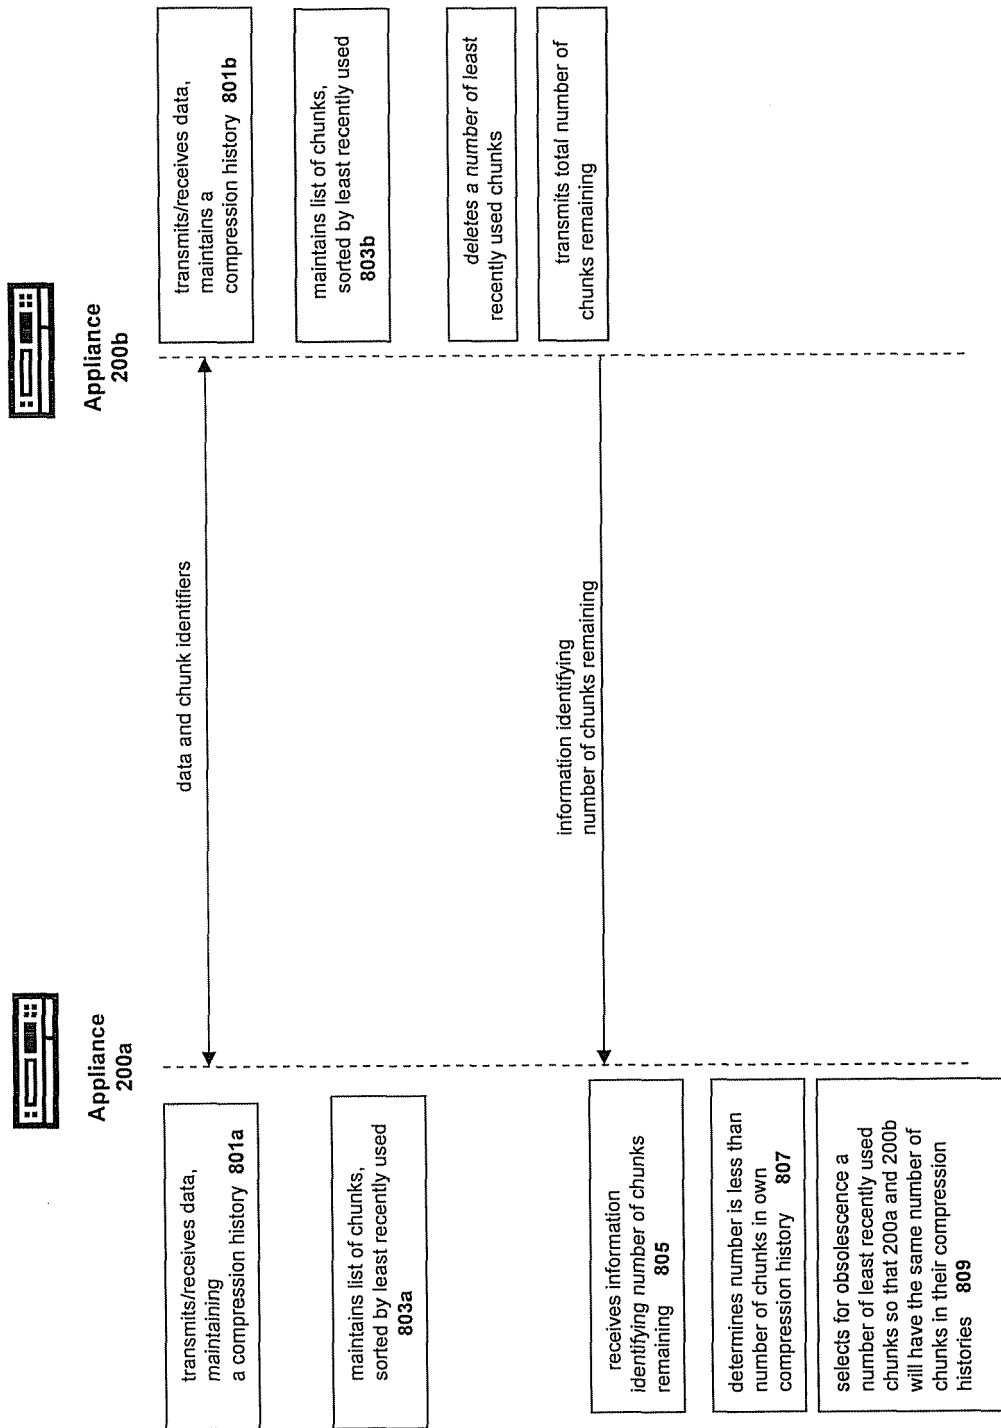 Appliance
200a
transmits/receives data,
maintaining
a compression history 801a
maintains list of chunks,
sorted by least recently used
803a
receives information
identifying number of chunks
remaining 805
determines number is less than
number of chunks in own
compression history 807
selects for obsolescence a
number of least recently used
chunks so that 200a and 200b
will have the same number of
chunks in their compression
histories 809
data and chunk identifiers
information identifying
number of chunks remaining
Appliance
200b
transmits/receives data,
maintains a
compression history 801b
maintains list of chunks,
sorted by least recently used
803b
deletes a number of least
recently used chunks
transmits total number of
chunks remaining